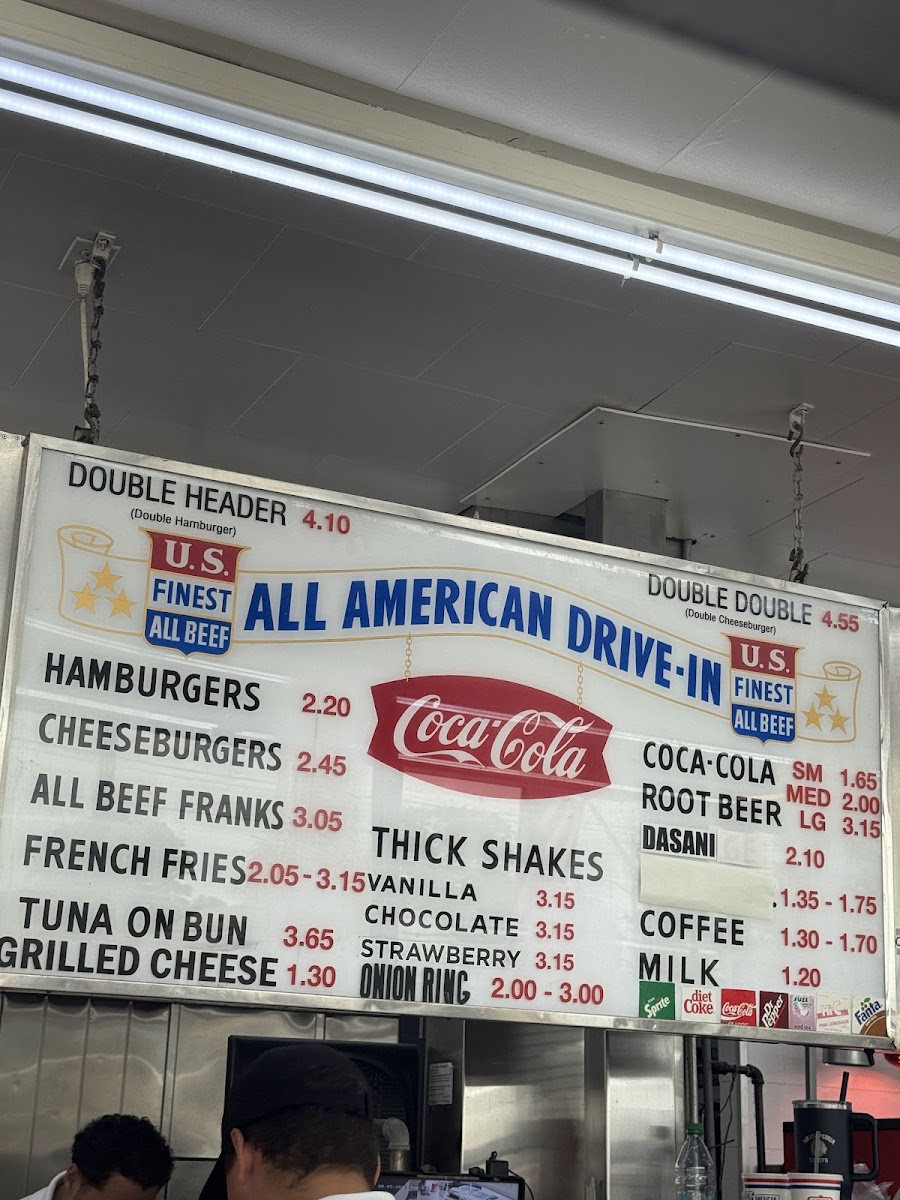 DOUBLE HEADER 4.10
(Double Hamburger)
U.S.
FINEST
ALL BEEF
ALL AMERICAN DRIVE-IN
DOUBLE DOUBLE 4.55
(Double Cheeseburger)
U.S.
FINEST
ALL BEEF
HAMBURGERS 2.20
CHEESEBURGERS 2.45
ALL BEEF FRANKS 3.05
FRENCH FRIES 2.05 - 3.15
TUNA ON BUN 3.65
GRILLED CHEESE 1.30
Coca-Cola
THICK SHAKES
VANILLA 3.15
CHOCOLATE 3.15
STRAWBERRY 3.15
ONION RING 2.00 - 3.00
COCA-COLA SM 1.65
ROOT BEER MED 2.00
LG 3.15
DASANI 2.10
.1.35 - 1.75
COFFEE 1.30 - 1.70
MILK 1.20
Sprite
diet Coke
Coca-Cola
CLASSIC
Dr Pepper
FUZE
Fanta